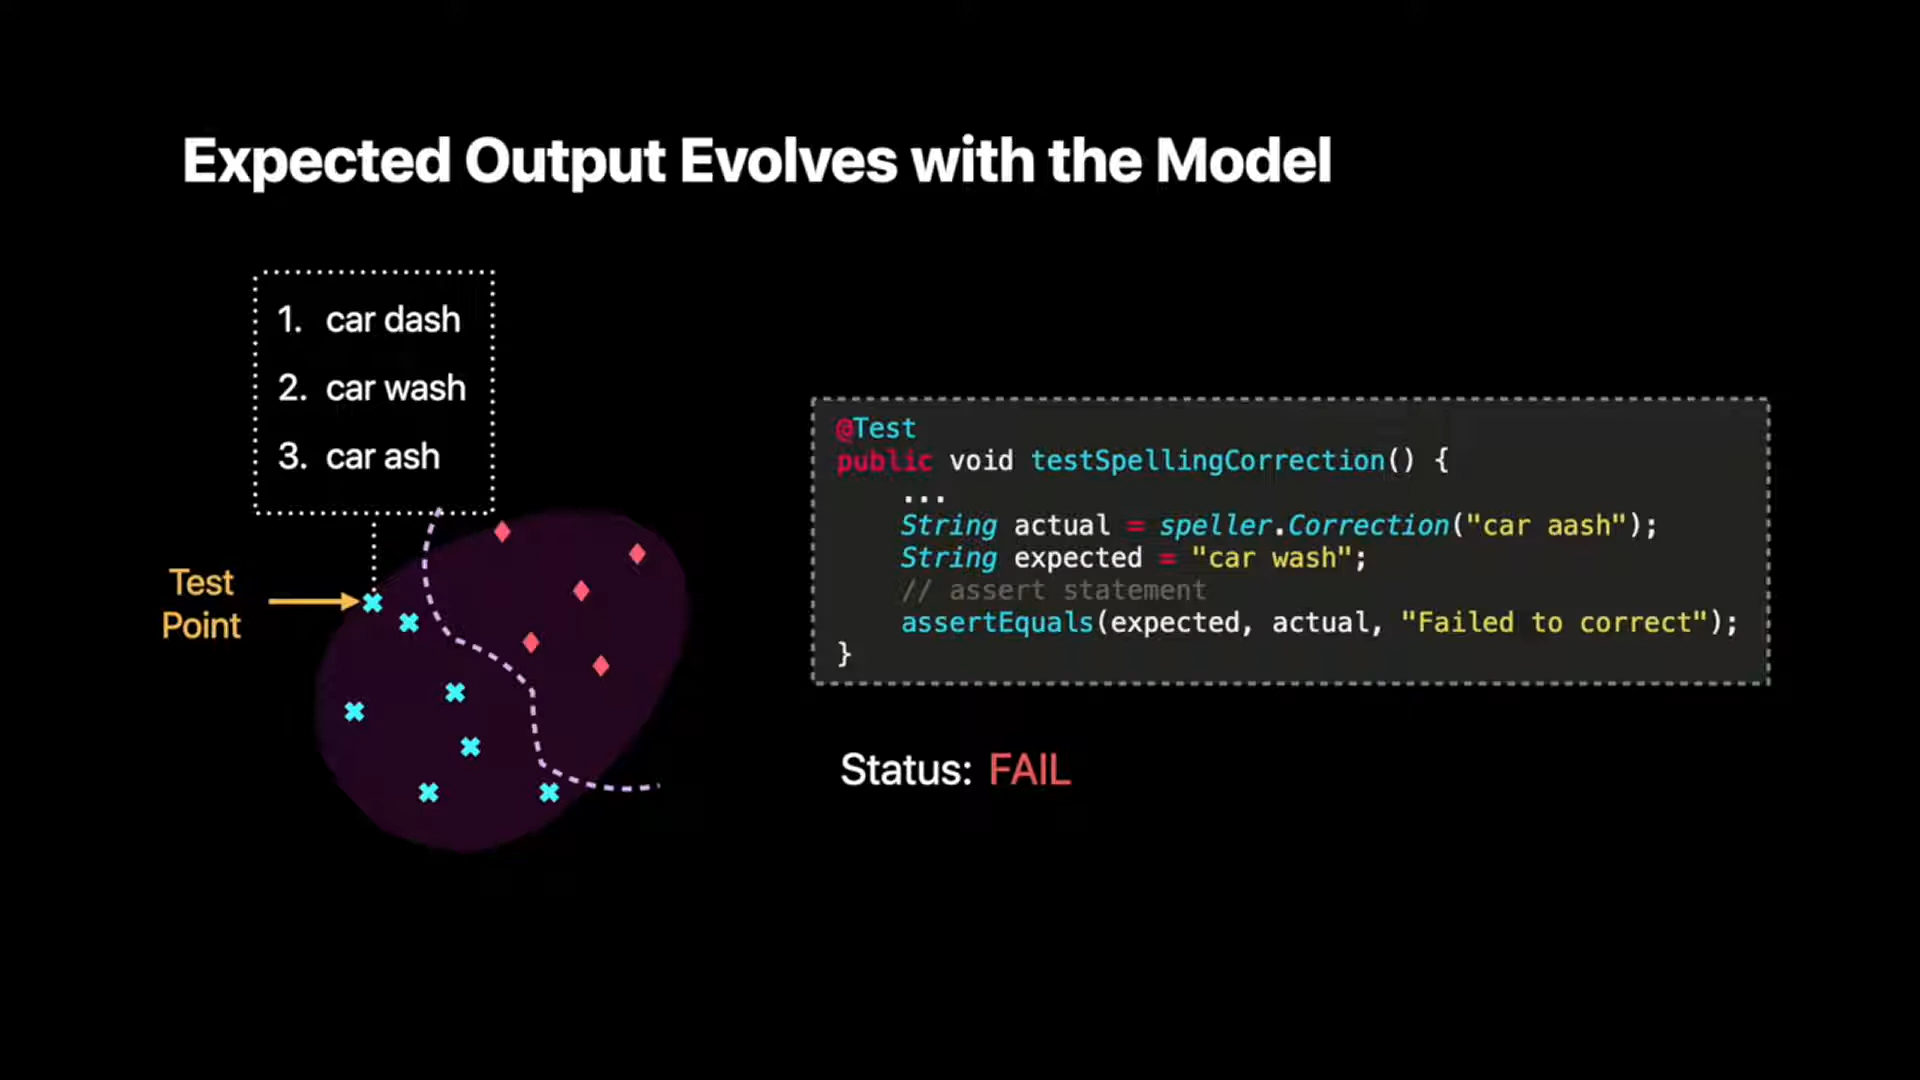 Expected Output Evolves with the Model
1. car dash
2. car wash
3. car ash
Test
Point
@Test
public void testSpellingCorrection() {
...
String actual = speller.Correction("car aash");
String expected = "car wash";
// assert statement
assertEquals(expected, actual, "Failed to correct");
}
Status: FAIL